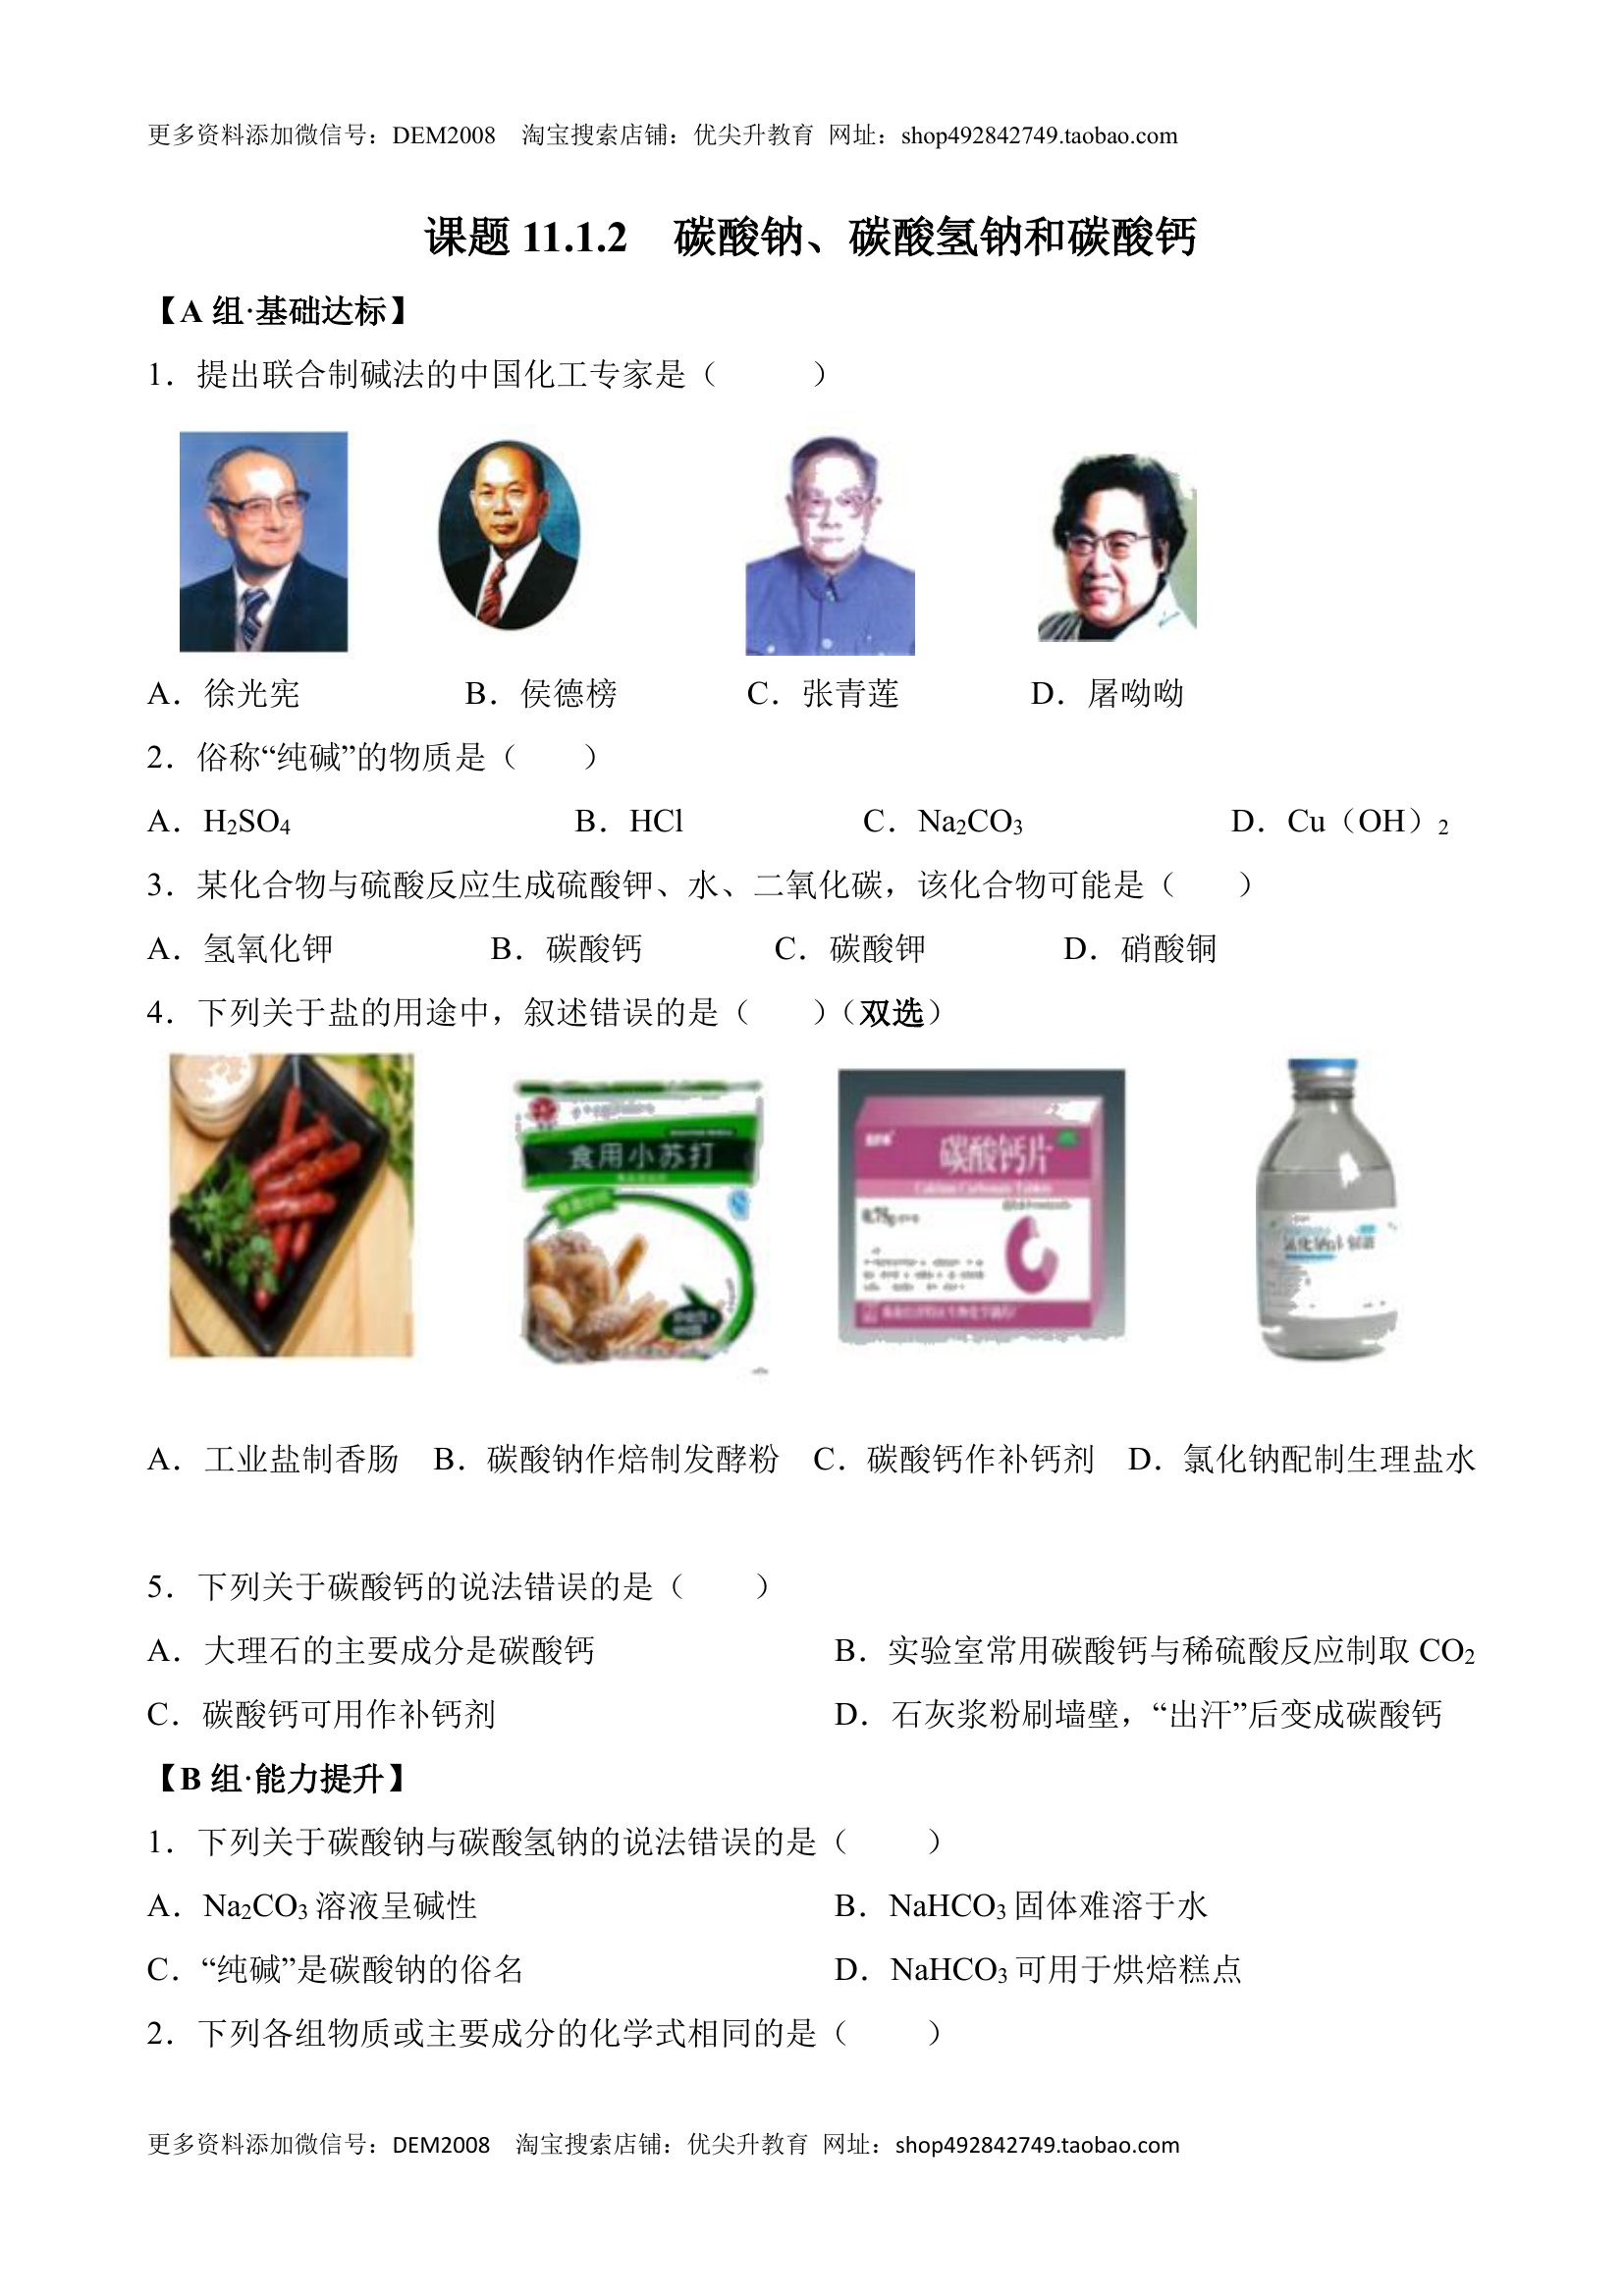 更多资料添加微信号：DEM2008 淘宝搜索店铺：优尖升教育 网址：shop492842749.taobao.com
课题 11.1.2 碳酸钠、碳酸氢钠和碳酸钙
【A 组·基础达标】
1．提出联合制碱法的中国化工专家是（ ）
A．徐光宪 B．侯德榜 C．张青莲 D．屠呦呦
2．俗称“纯碱”的物质是（ ）
A．H₂SO₄ B．HCl C．Na₂CO₃ D．Cu（OH）₂
3．某化合物与硫酸反应生成硫酸钾、水、二氧化碳，该化合物可能是（ ）
A．氢氧化钾 B．碳酸钙 C．碳酸钾 D．硝酸铜
4．下列关于盐的用途中，叙述错误的是（ ）（双选）
食用小苏打
碳酸钙片
Calcium Carbonate Tablets
A．工业盐制香肠 B．碳酸钠作焙制发酵粉 C．碳酸钙作补钙剂 D．氯化钠配制生理盐水
5．下列关于碳酸钙的说法错误的是（ ）
A．大理石的主要成分是碳酸钙 B．实验室常用碳酸钙与稀硫酸反应制取 CO₂
C．碳酸钙可用作补钙剂 D．石灰浆粉刷墙壁，“出汗”后变成碳酸钙
【B 组·能力提升】
1．下列关于碳酸钠与碳酸氢钠的说法错误的是（ ）
A．Na₂CO₃ 溶液呈碱性 B．NaHCO₃ 固体难溶于水
C．“纯碱”是碳酸钠的俗名 D．NaHCO₃ 可用于烘焙糕点
2．下列各组物质或主要成分的化学式相同的是（ ）
更多资料添加微信号：DEM2008 淘宝搜索店铺：优尖升教育 网址：shop492842749.taobao.com